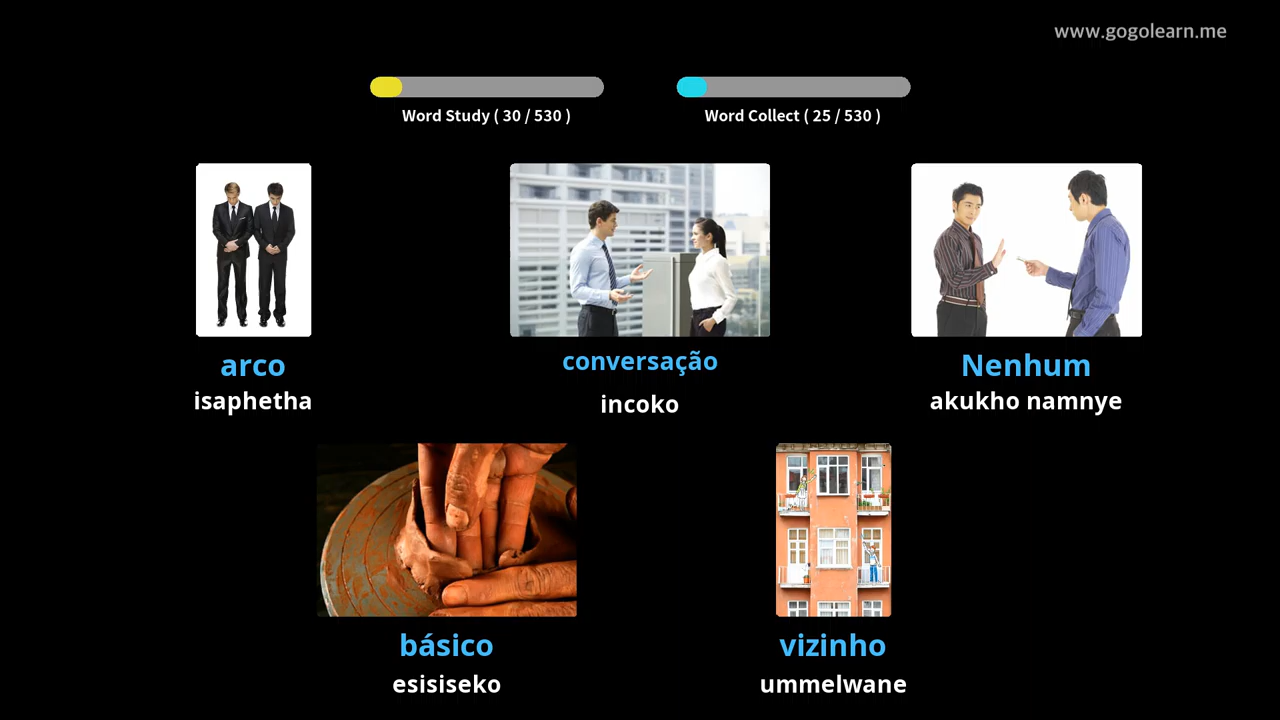 www.gogolearn.me
Word Study ( 30 / 530 )
Word Collect ( 25 / 530 )
arco
isaphetha
conversação
incoko
Nenhum
akukho namnye
básico
esisiseko
vizinho
ummelwane